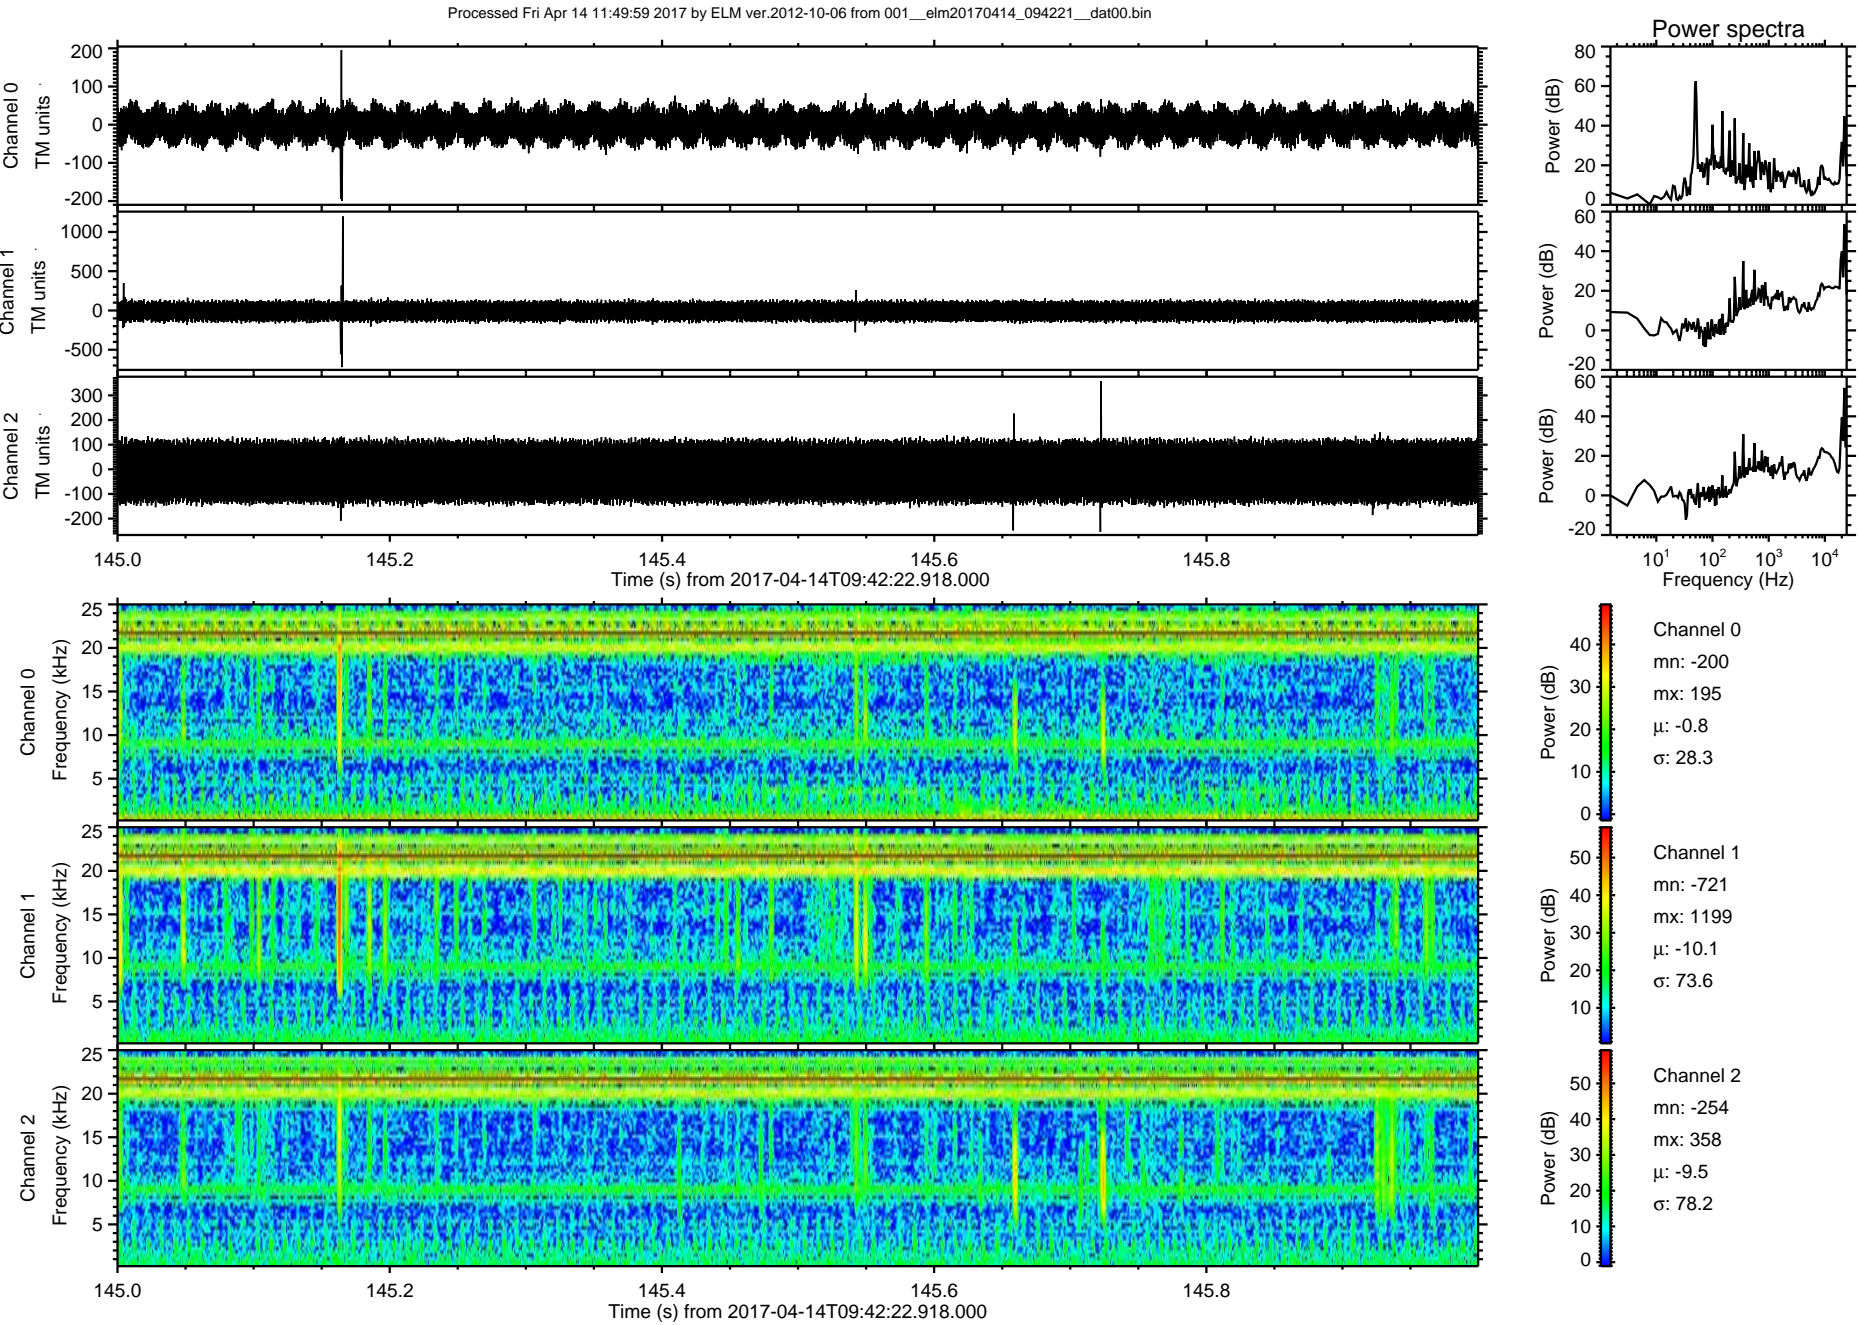 Processed Fri Apr 14 11:49:59 2017 by ELM ver.2012-10-06 from 001__elm20170414_094221__dat00.bin
Power spectra
Channel 0
TM units
200
100
0
-100
-200
Power (dB)
80
60
40
20
0
Channel 1
TM units
1000
500
0
-500
Power (dB)
60
40
20
0
-20
Channel 2
TM units
300
200
100
0
-100
-200
Power (dB)
60
40
20
0
-20
145.0 145.2 145.4 145.6 145.8
Time (s) from 2017-04-14T09:42:22.918.000
10^1 10^2 10^3 10^4
Frequency (Hz)
Channel 0
Frequency (kHz)
25
20
15
10
5
Power (dB)
40
30
20
10
0
Channel 0
mn: -200
mx: 195
μ: -0.8
σ: 28.3
Channel 1
Frequency (kHz)
25
20
15
10
5
Power (dB)
50
40
30
20
10
Channel 1
mn: -721
mx: 1199
μ: -10.1
σ: 73.6
Channel 2
Frequency (kHz)
25
20
15
10
5
Power (dB)
50
40
30
20
10
0
Channel 2
mn: -254
mx: 358
μ: -9.5
σ: 78.2
145.0 145.2 145.4 145.6 145.8
Time (s) from 2017-04-14T09:42:22.918.000